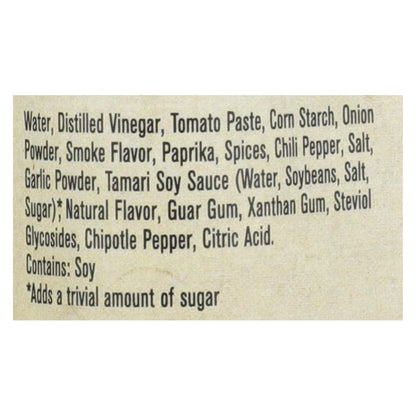 Water, Distilled Vinegar, Tomato Paste, Corn Starch, Onion
Powder, Smoke Flavor, Paprika, Spices, Chili Pepper, Salt,
Garlic Powder, Tamari Soy Sauce (Water, Soybeans, Salt,
Sugar)* Natural Flavor, Guar Gum, Xanthan Gum, Steviol
Glycosides, Chipotle Pepper, Citric Acid.
Contains: Soy
*Adds a trivial amount of sugar